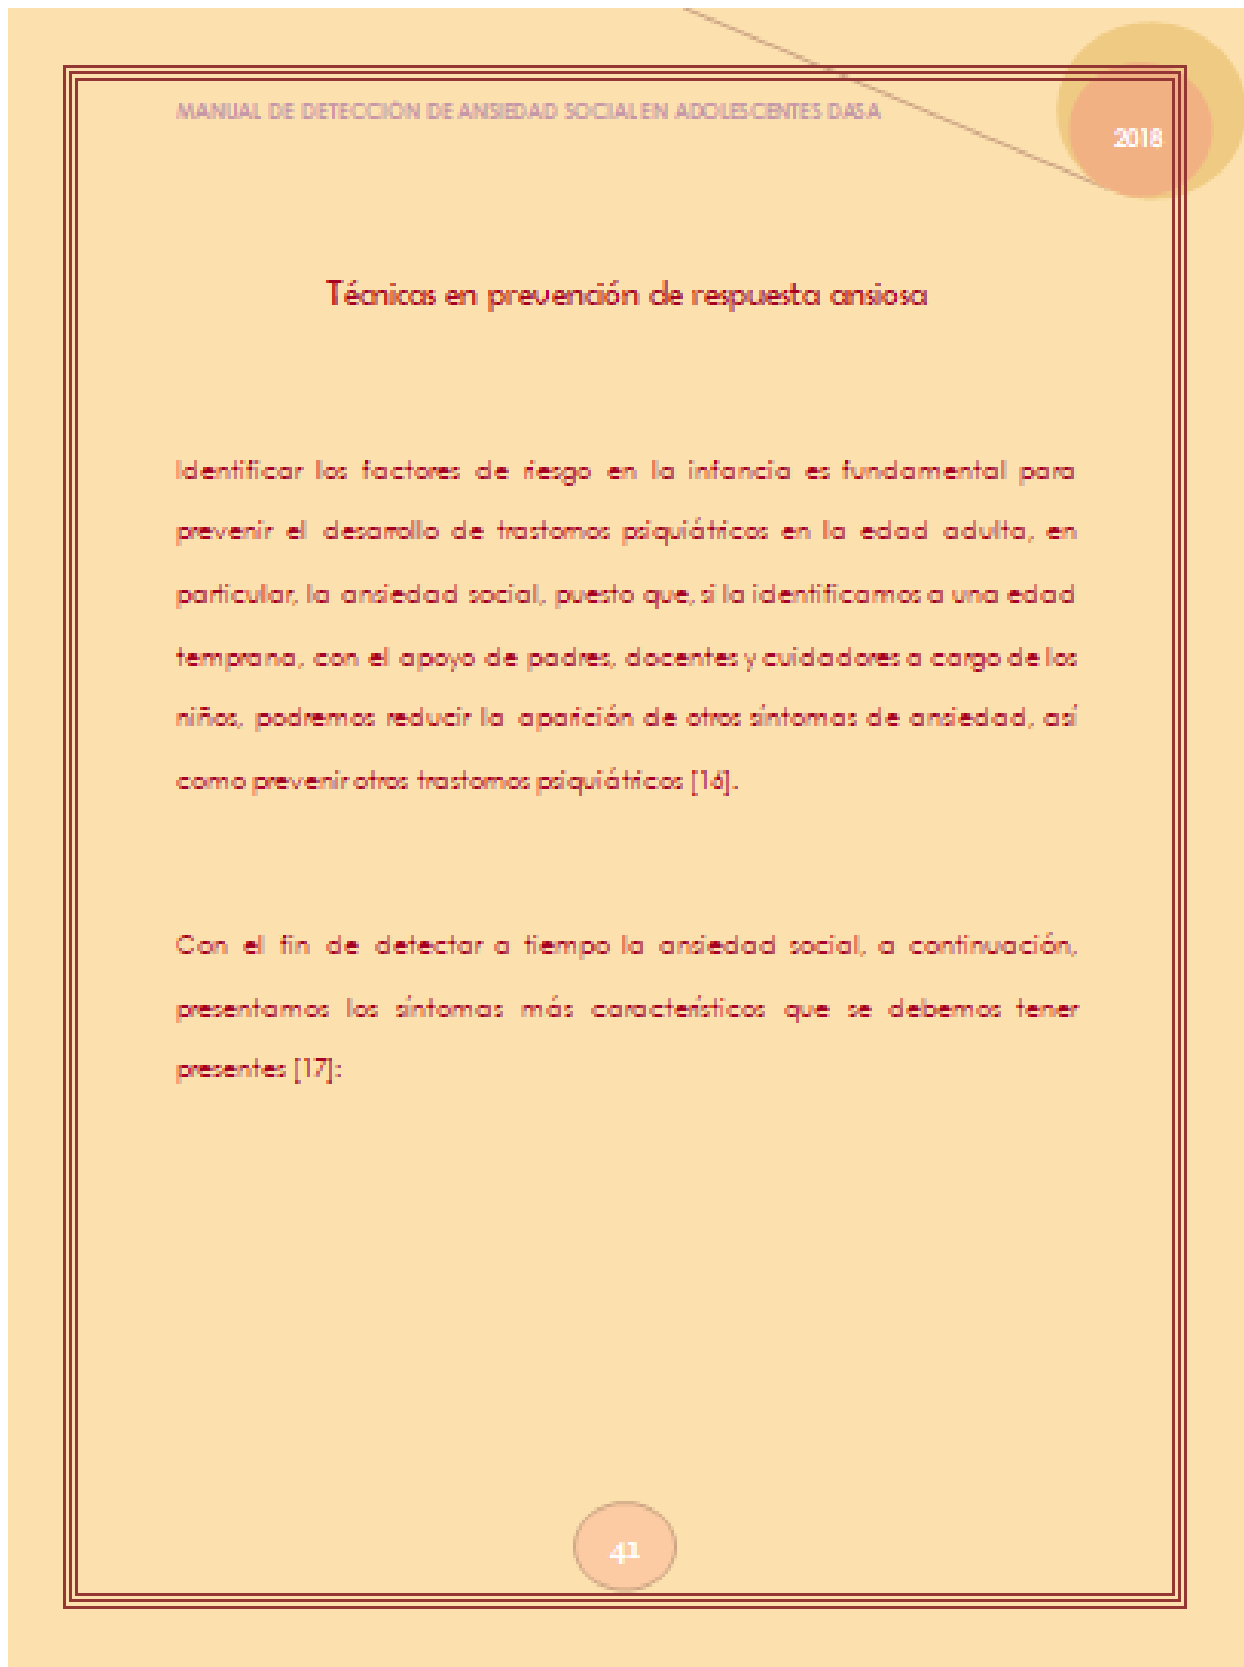 MANUAL DE DETECCIÓN DE ANSIEDAD SOCIAL EN ADOLESCENTES DASA
2018
Técnicas en prevención de respuesta ansiosa
Identificar los factores de riesgo en la infancia es fundamental para
prevenir el desarrollo de trastornos psiquiátricos en la edad adulta, en
particular, la ansiedad social, puesto que, si la identificamos a una edad
temprana, con el apoyo de padres, docentes y cuidadores a cargo de los
niños, podremos reducir la aparición de otros síntomas de ansiedad, así
como prevenir otros trastornos psiquiátricos [16].
Con el fin de detectar a tiempo la ansiedad social, a continuación,
presentamos los síntomas más característicos que se debemos tener
presentes [17]:
41